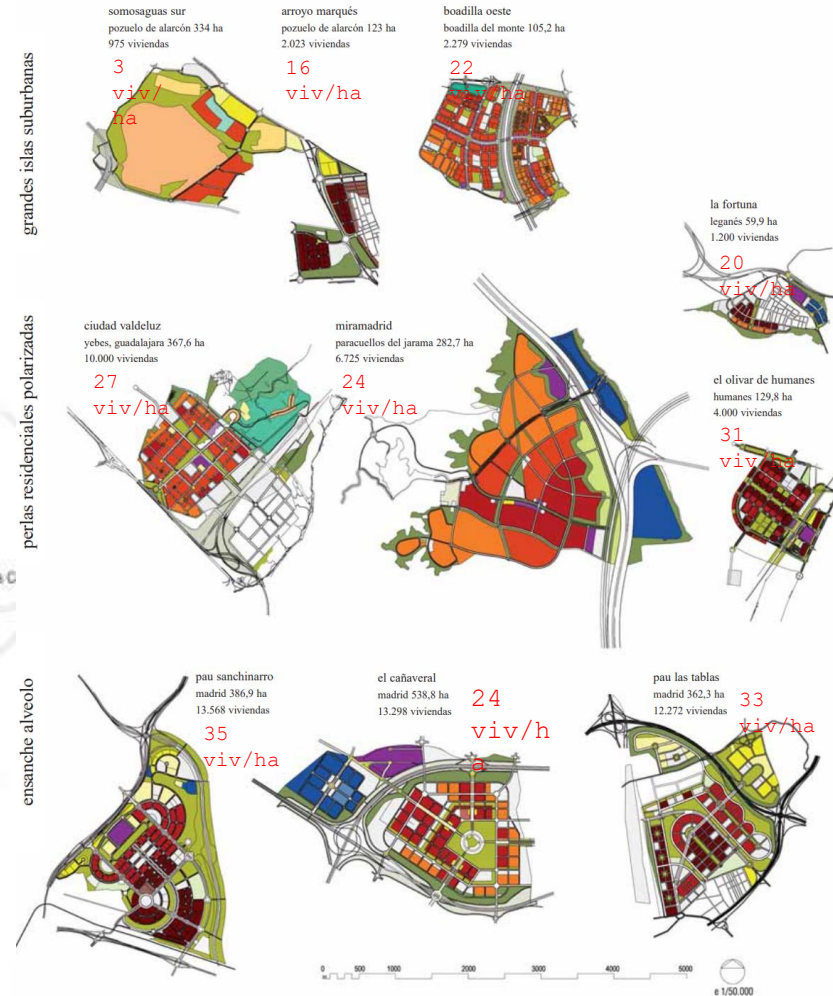 grandes islas suburbanas
somosaguas sur
pozuelo de alarcón 334 ha
975 viviendas
3
viv/
ha
arroyo marqués
pozuelo de alarcón 123 ha
2.023 viviendas
16
viv/ha
boadilla oeste
boadilla del monte 105,2 ha
2.279 viviendas
22
viv/ha
la fortuna
leganés 59,9 ha
1.200 viviendas
20
viv/ha
perlas residenciales polarizadas
ciudad valdeluz
yebes, guadalajara 367,6 ha
10.000 viviendas
27
viv/ha
miramadrid
paracuellos del jarama 282,7 ha
6.725 viviendas
24
viv/ha
el olivar de humanes
humanes 129,8 ha
4.000 viviendas
31
viv/ha
ensanche alveolo
pau sanchinarro
madrid 386,9 ha
13.568 viviendas
35
viv/ha
el cañaveral
madrid 538,8 ha
13.298 viviendas
24
viv/h
a
pau las tablas
madrid 362,3 ha
12.272 viviendas
33
viv/ha
0 500 1000 2000 3000 4000 5000
e 1/50.000